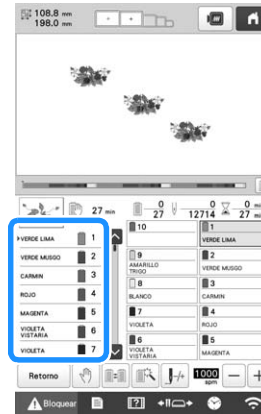 108.8 mm
198.0 mm
27 min
0
27
0
12714
0 min
27 min
VERDE LIMA 1
VERDE MUSGO 2
CARMIN 3
ROJO 4
MAGENTA 5
VIOLETA
VISTARIA 6
VIOLETA 7
10
9
AMARILLO
TRIGO
8
BLANCO
7
VIOLETA
6
VIOLETA
VISTARIA
1
VERDE LIMA
2
VERDE MUSGO
3
CARMIN
4
ROJO
5
MAGENTA
Retorno
1000
spm
Bloquear